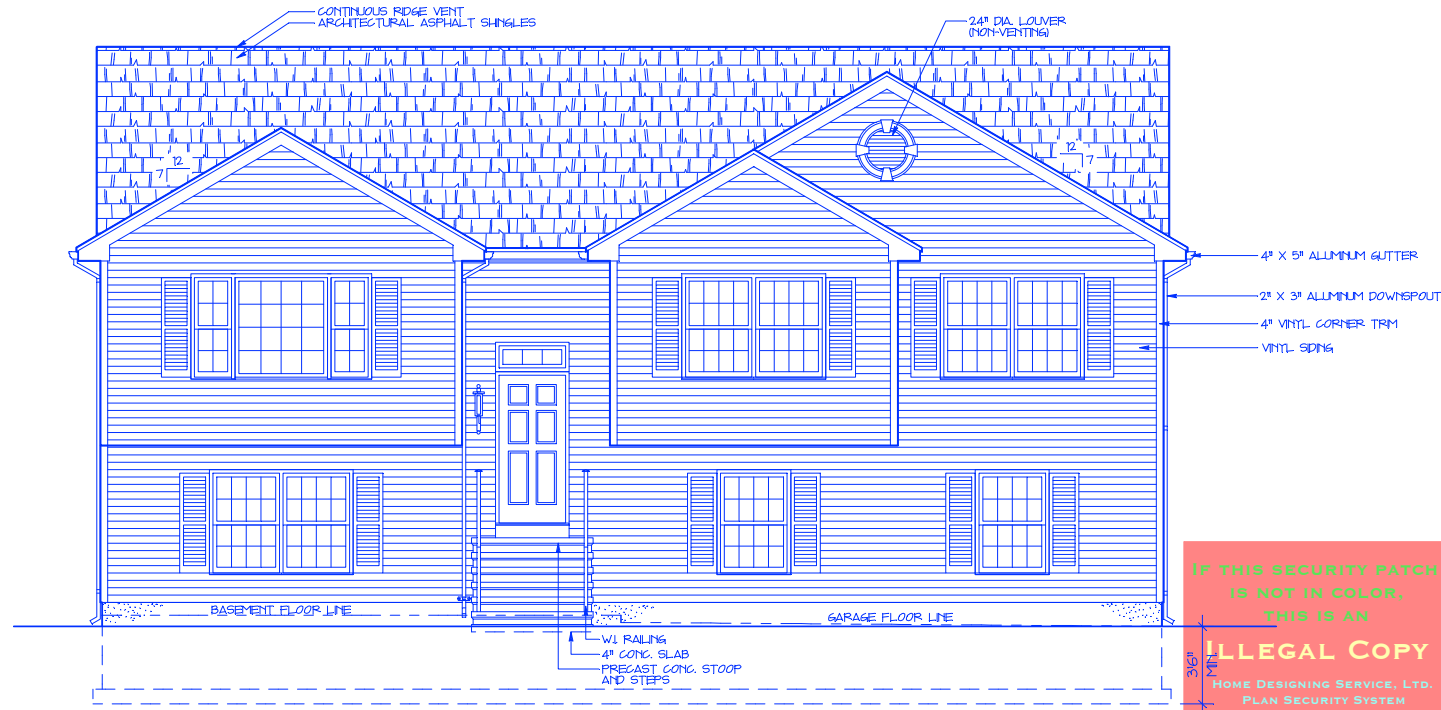 CONTINUOUS RIDGE VENT
ARCHITECTURAL ASPHALT SHINGLES
24" DIA. LOUVER
(NON-VENTING)
12
7
12
7
4" X 5" ALUMINUM GUTTER
2" X 3" ALUMINUM DOWNSPOUT
4" VINYL CORNER TRIM
VINYL SIDING
BASEMENT FLOOR LINE
GARAGE FLOOR LINE
W.I. RAILING
4" CONC. SLAB
PRECAST CONC. STOOP
AND STEPS
3'6"
MIN.
IF THIS SECURITY PATCH
IS NOT IN COLOR,
THIS IS AN
ILLEGAL COPY
HOME DESIGNING SERVICE, LTD.
PLAN SECURITY SYSTEM